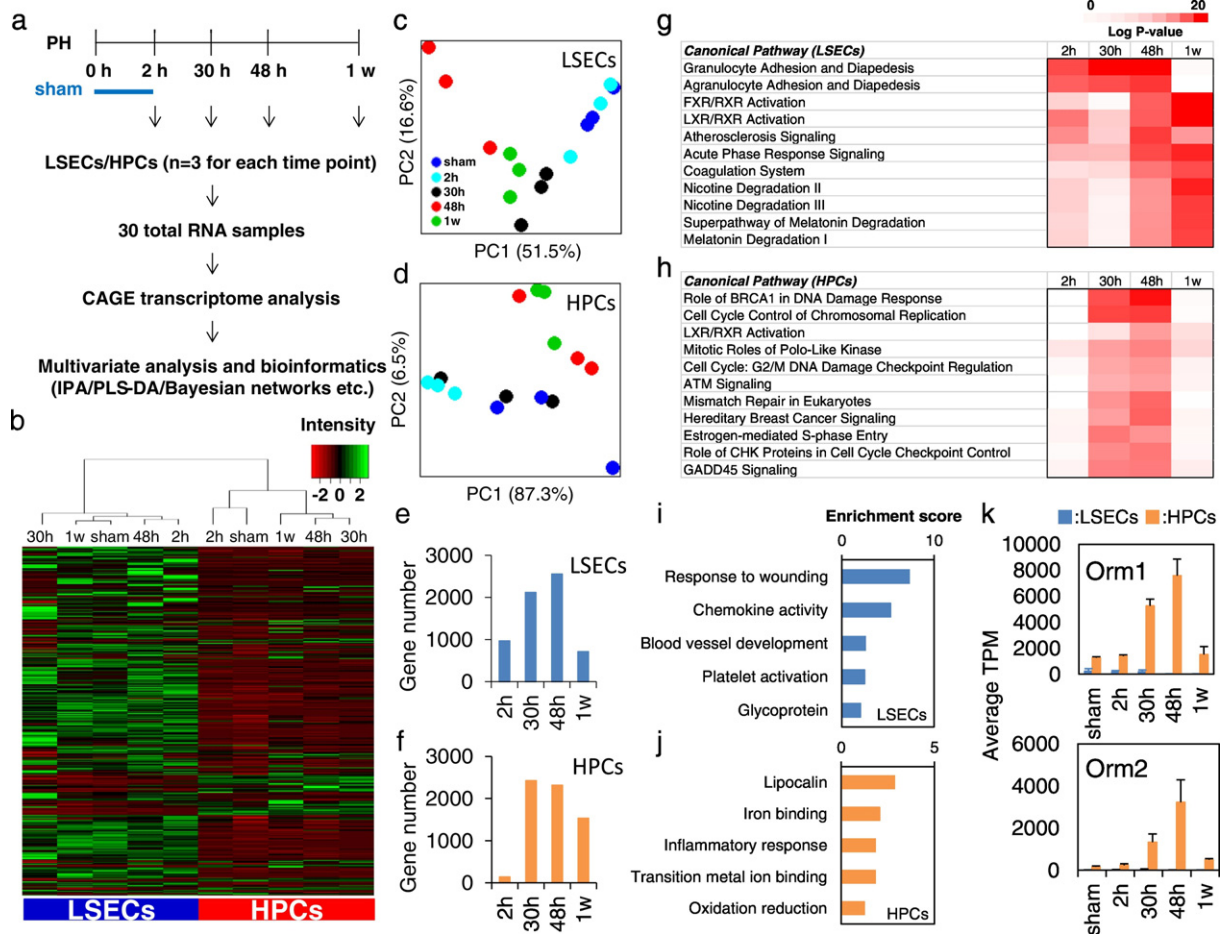 a
PH
0 h 2 h 30 h 48 h 1 w
sham
LSECs/HPCs (n=3 for each time point)
30 total RNA samples
CAGE transcriptome analysis
Multivariate analysis and bioinformatics
(IPA/PLS-DA/Bayesian networks etc.)
b
Intensity
-2 0 2
30h 1w sham 48h 2h 2h sham 1w 48h 30h
LSECs HPCs
c
LSECs
PC2 (16.6%)
sham
2h
30h
48h
1w
PC1 (51.5%)
d
HPCs
PC2 (6.5%)
PC1 (87.3%)
e
LSECs
Gene number
3000
2000
1000
0
2h 30h 48h 1w
f
HPCs
Gene number
3000
2000
1000
0
2h 30h 48h 1w
g
0 20
Log P-value
Canonical Pathway (LSECs) 2h 30h 48h 1w
Granulocyte Adhesion and Diapedesis
Agranulocyte Adhesion and Diapedesis
FXR/RXR Activation
LXR/RXR Activation
Atherosclerosis Signaling
Acute Phase Response Signaling
Coagulation System
Nicotine Degradation II
Nicotine Degradation III
Superpathway of Melatonin Degradation
Melatonin Degradation I
h
Canonical Pathway (HPCs) 2h 30h 48h 1w
Role of BRCA1 in DNA Damage Response
Cell Cycle Control of Chromosomal Replication
LXR/RXR Activation
Mitotic Roles of Polo-Like Kinase
Cell Cycle: G2/M DNA Damage Checkpoint Regulation
ATM Signaling
Mismatch Repair in Eukaryotes
Hereditary Breast Cancer Signaling
Estrogen-mediated S-phase Entry
Role of CHK Proteins in Cell Cycle Checkpoint Control
GADD45 Signaling
i
Enrichment score
0 10
Response to wounding
Chemokine activity
Blood vessel development
Platelet activation
Glycoprotein
LSECs
j
0 5
Lipocalin
Iron binding
Inflammatory response
Transition metal ion binding
Oxidation reduction
HPCs
k
:LSECs :HPCs
Average TPM
Orm1
10000
8000
6000
4000
2000
0
sham 2h 30h 48h 1w
Orm2
6000
4000
2000
0
sham 2h 30h 48h 1w